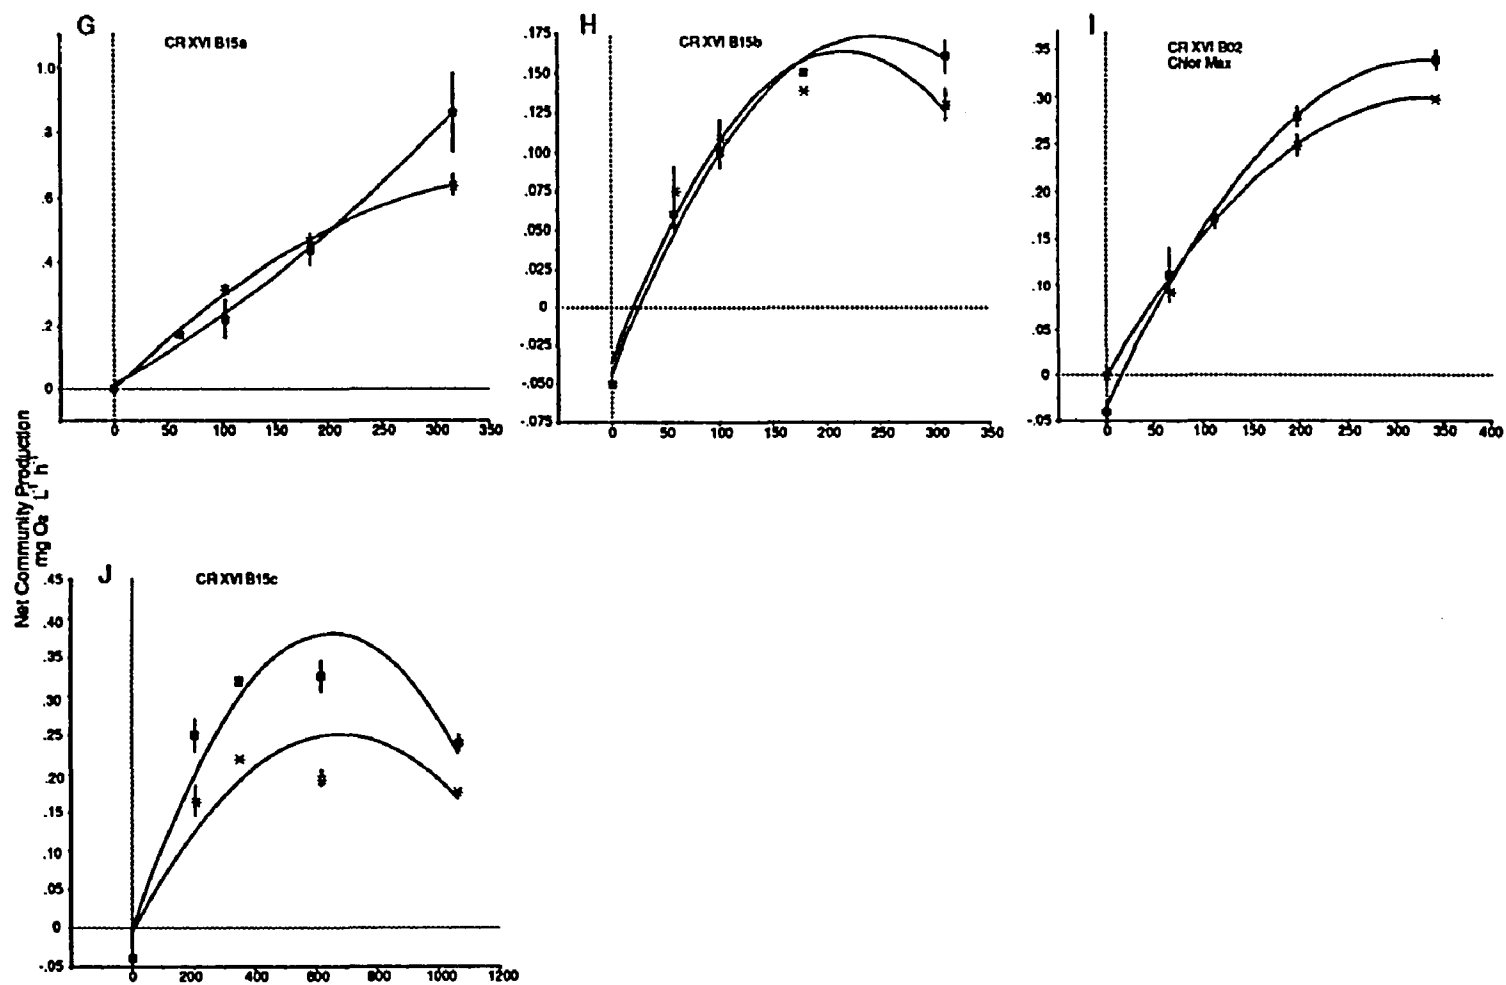 G
CR XVI B15a
1.0
.8
.6
.4
.2
0
0 50 100 150 200 250 300 350
H
CR XVI B15b
.175
.150
.125
.100
.075
.050
.025
0
-.025
-.050
-.075
0 50 100 150 200 250 300 350
I
CR XVI B02
Chlor Max
.35
.30
.25
.20
.15
.10
.05
0
-.05
0 50 100 150 200 250 300 350 400
Net Community Production
mg O₂ L⁻¹ h⁻¹
J
CR XVI B15c
.45
.40
.35
.30
.25
.20
.15
.10
.05
0
-.05
0 200 400 600 800 1000 1200